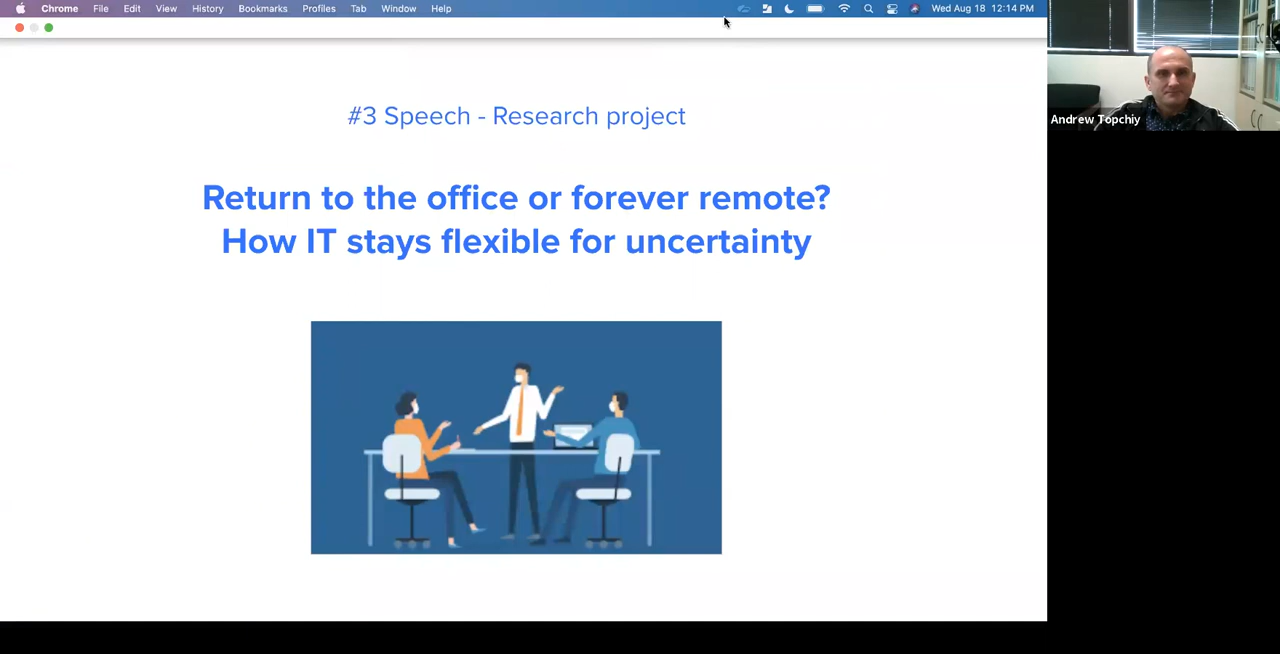 Chrome File Edit View History Bookmarks Profiles Tab Window Help Wed Aug 18 12:14 PM
#3 Speech - Research project
Return to the office or forever remote?
How IT stays flexible for uncertainty
Andrew Topchiy